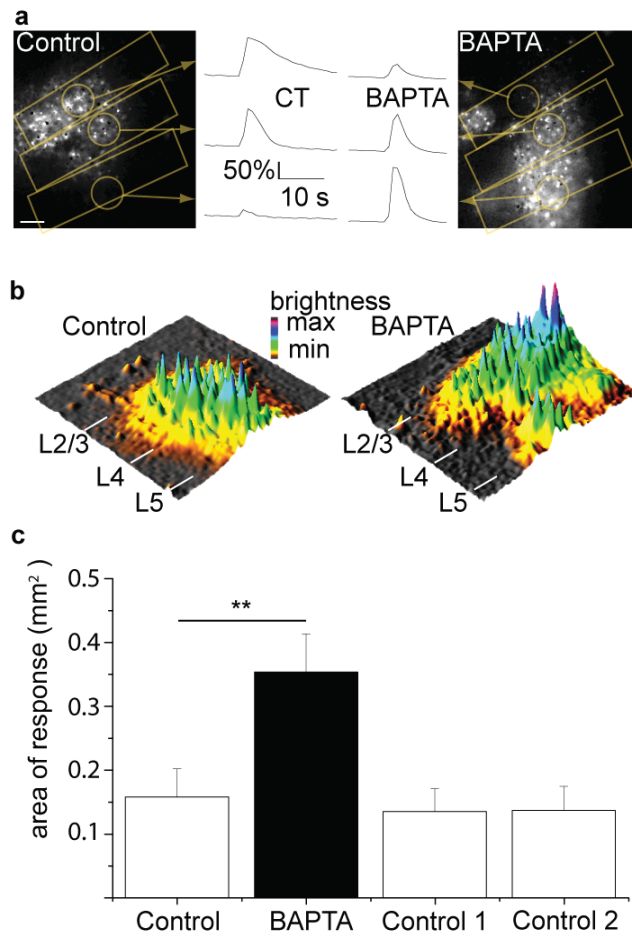 a
Control
BAPTA
CT
BAPTA
50%
10 s
b
Control
brightness
max
min
BAPTA
L2/3
L4
L5
L2/3
L4
L5
c
area of response (mm²)
0.5
0.4
0.3
0.2
0.1
**
Control
BAPTA
Control 1
Control 2